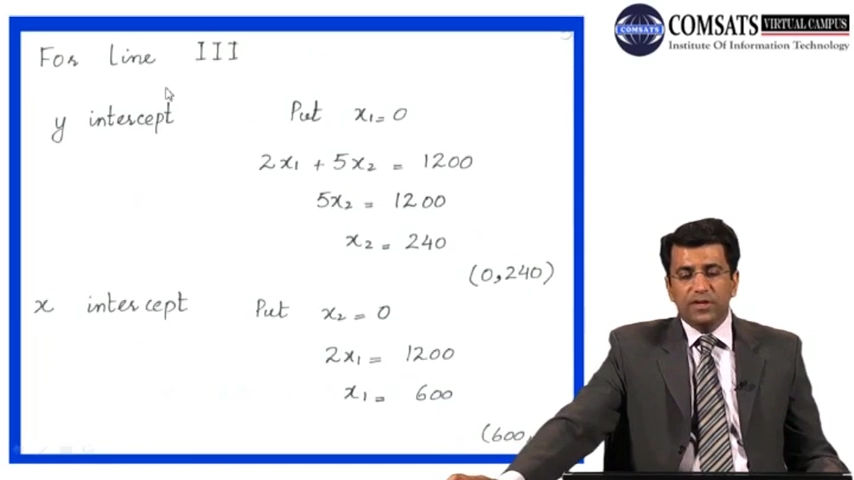 For Line III
y intercept Put x₁ = 0
2x₁ + 5x₂ = 1200
5x₂ = 1200
x₂ = 240
(0,240)
x intercept Put x₂ = 0
2x₁ = 1200
x₁ = 600
(600,
COMSATS VIRTUAL CAMPUS
Institute Of Information Technology
COMSATS